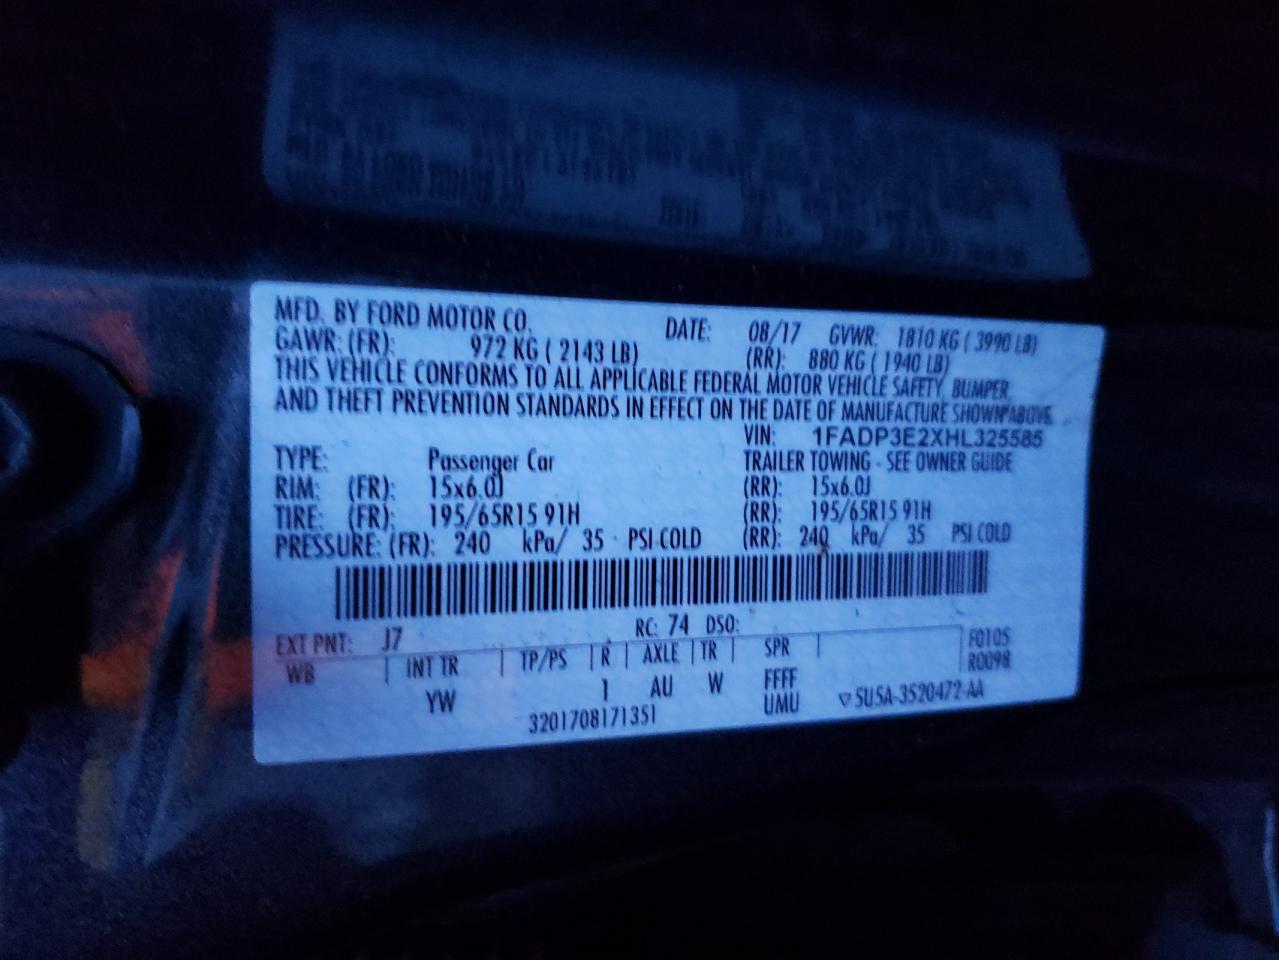 MFD. BY FORD MOTOR CO. DATE: 08/17 GVWR: 1810 KG ( 3990 LB)
GAWR: (FR): 972 KG ( 2143 LB) (RR): 880 KG ( 1940 LB)
THIS VEHICLE CONFORMS TO ALL APPLICABLE FEDERAL MOTOR VEHICLE SAFETY, BUMPER,
AND THEFT PREVENTION STANDARDS IN EFFECT ON THE DATE OF MANUFACTURE SHOWN ABOVE.
VIN: 1FADP3E2XHL325585
TYPE: Passenger Car TRAILER TOWING - SEE OWNER GUIDE
RIM: (FR): 15x6.0J (RR): 15x6.0J
TIRE: (FR): 195/65R15 91H (RR): 195/65R15 91H
PRESSURE: (FR): 240 kPa/ 35 PSI COLD (RR): 240 kPa/ 35 PSI COLD
EXT PNT: J7 RC: 74 DSO: F0105
WB INT TR TP/PS R AXLE TR SPR R0098
YW 1 AU W FFFF
3201708171351 UMU ▽5U5A-3520472-AA